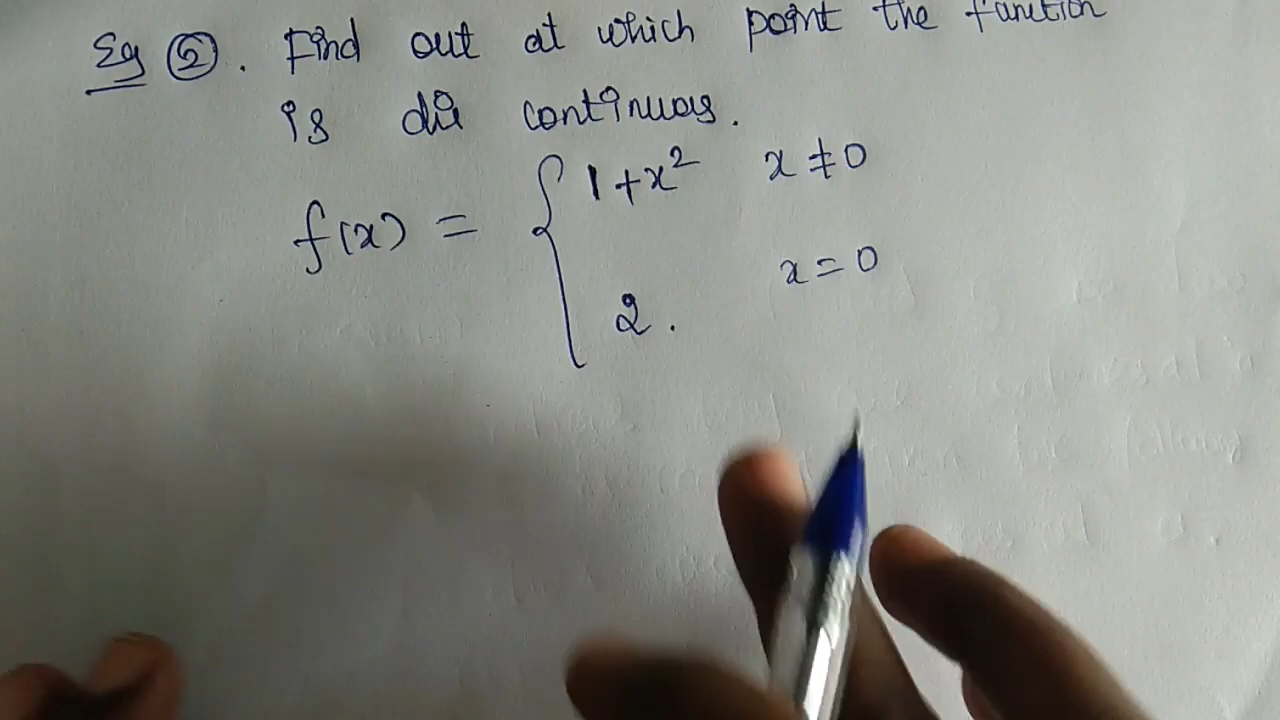 Eg ②. Find out at which point the function
is dis continuous.
f(x) = { 1+x² x ≠ 0
2. x = 0